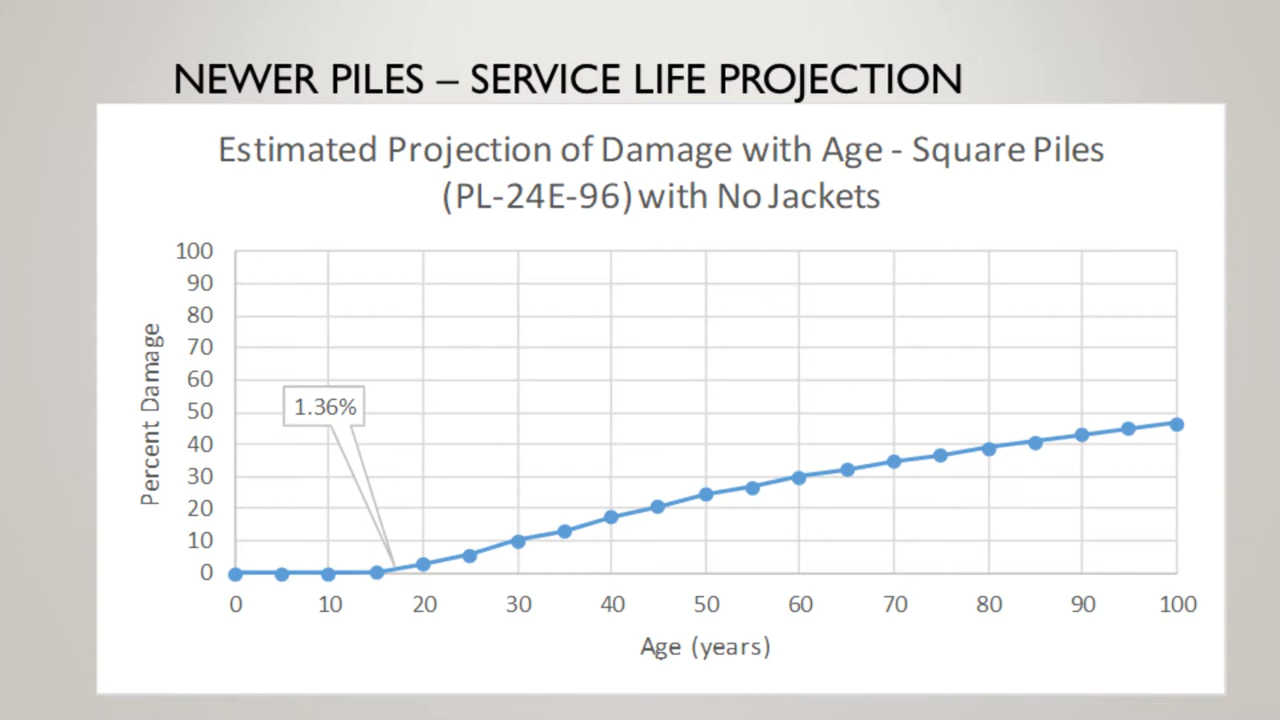 NEWER PILES – SERVICE LIFE PROJECTION
Estimated Projection of Damage with Age - Square Piles
(PL-24E-96) with No Jackets
100
90
80
70
60
50
40
30
20
10
0
Percent Damage
1.36%
0 10 20 30 40 50 60 70 80 90 100
Age (years)